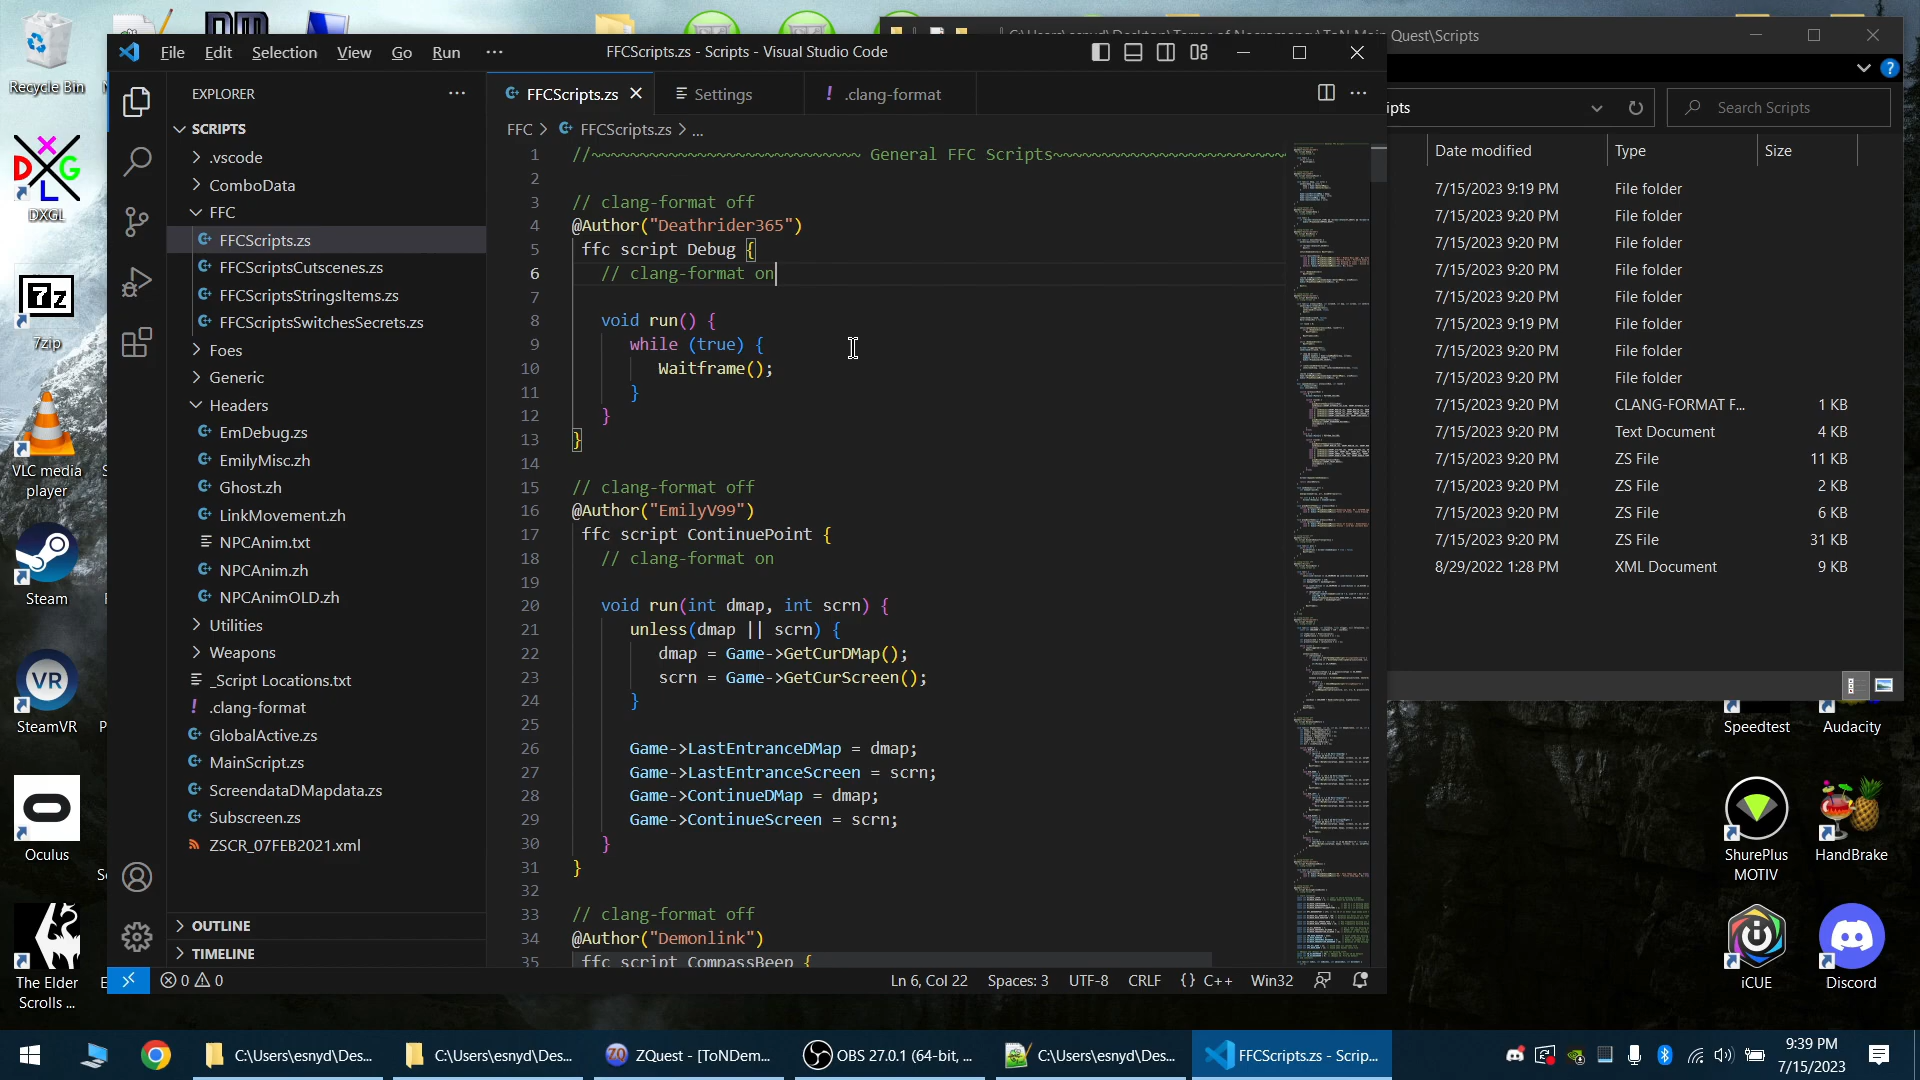 Recycle Bin
DXGL
7zip
VLC media
player
Steam
VR
SteamVR
Oculus
The Elder
Scrolls ...
File
Edit
Selection
View
Go
Run
FFCScripts.zs - Scripts - Visual Studio Code
EXPLORER
SCRIPTS
.vscode
ComboData
FFC
FFCScripts.zs
FFCScriptsCutscenes.zs
FFCScriptsStringsItems.zs
FFCScriptsSwitchesSecrets.zs
Foes
Generic
Headers
EmDebug.zs
EmilyMisc.zh
Ghost.zh
LinkMovement.zh
NPCAnim.txt
NPCAnim.zh
NPCAnimOLD.zh
Utilities
Weapons
_Script Locations.txt
.clang-format
GlobalActive.zs
MainScript.zs
ScreendataDMapdata.zs
Subscreen.zs
ZSCR_07FEB2021.xml
OUTLINE
TIMELINE
FFCScripts.zs
Settings
.clang-format
FFC > FFCScripts.zs > ...
1 //~~~~~~~~~~~~~~~~~~~~~~~~~~~~ General FFC Scripts~~~~~~~~~~~~~~~~~~~~~~~~
2
3 // clang-format off
4 @Author("Deathrider365")
5 ffc script Debug {
6 // clang-format on
7
8 void run() {
9 while (true) {
10 Waitframe();
11 }
12 }
13 }
14
15 // clang-format off
16 @Author("EmilyV99")
17 ffc script ContinuePoint {
18 // clang-format on
19
20 void run(int dmap, int scrn) {
21 unless(dmap || scrn) {
22 dmap = Game->GetCurDMap();
23 scrn = Game->GetCurScreen();
24 }
25
26 Game->LastEntranceDMap = dmap;
27 Game->LastEntranceScreen = scrn;
28 Game->ContinueDMap = dmap;
29 Game->ContinueScreen = scrn;
30 }
31 }
32
33 // clang-format off
34 @Author("Demonlink")
35 ffc script CompassBeep {
0 0
Ln 6, Col 22
Spaces: 3
UTF-8
CRLF
{} C++
Win32
Quest\Scripts
ipts
Search Scripts
Date modified Type Size
7/15/2023 9:19 PM File folder
7/15/2023 9:20 PM File folder
7/15/2023 9:20 PM File folder
7/15/2023 9:20 PM File folder
7/15/2023 9:20 PM File folder
7/15/2023 9:19 PM File folder
7/15/2023 9:20 PM File folder
7/15/2023 9:20 PM File folder
7/15/2023 9:20 PM CLANG-FORMAT F... 1 KB
7/15/2023 9:20 PM Text Document 4 KB
7/15/2023 9:20 PM ZS File 11 KB
7/15/2023 9:20 PM ZS File 2 KB
7/15/2023 9:20 PM ZS File 6 KB
7/15/2023 9:20 PM ZS File 31 KB
8/29/2022 1:28 PM XML Document 9 KB
Speedtest
Audacity
ShurePlus
MOTIV
HandBrake
iCUE
Discord
C:\Users\esnyd\Des...
C:\Users\esnyd\Des...
ZQuest - [ToNDem...
OBS 27.0.1 (64-bit, ...
C:\Users\esnyd\Des...
FFCScripts.zs - Scrip...
9:39 PM
7/15/2023